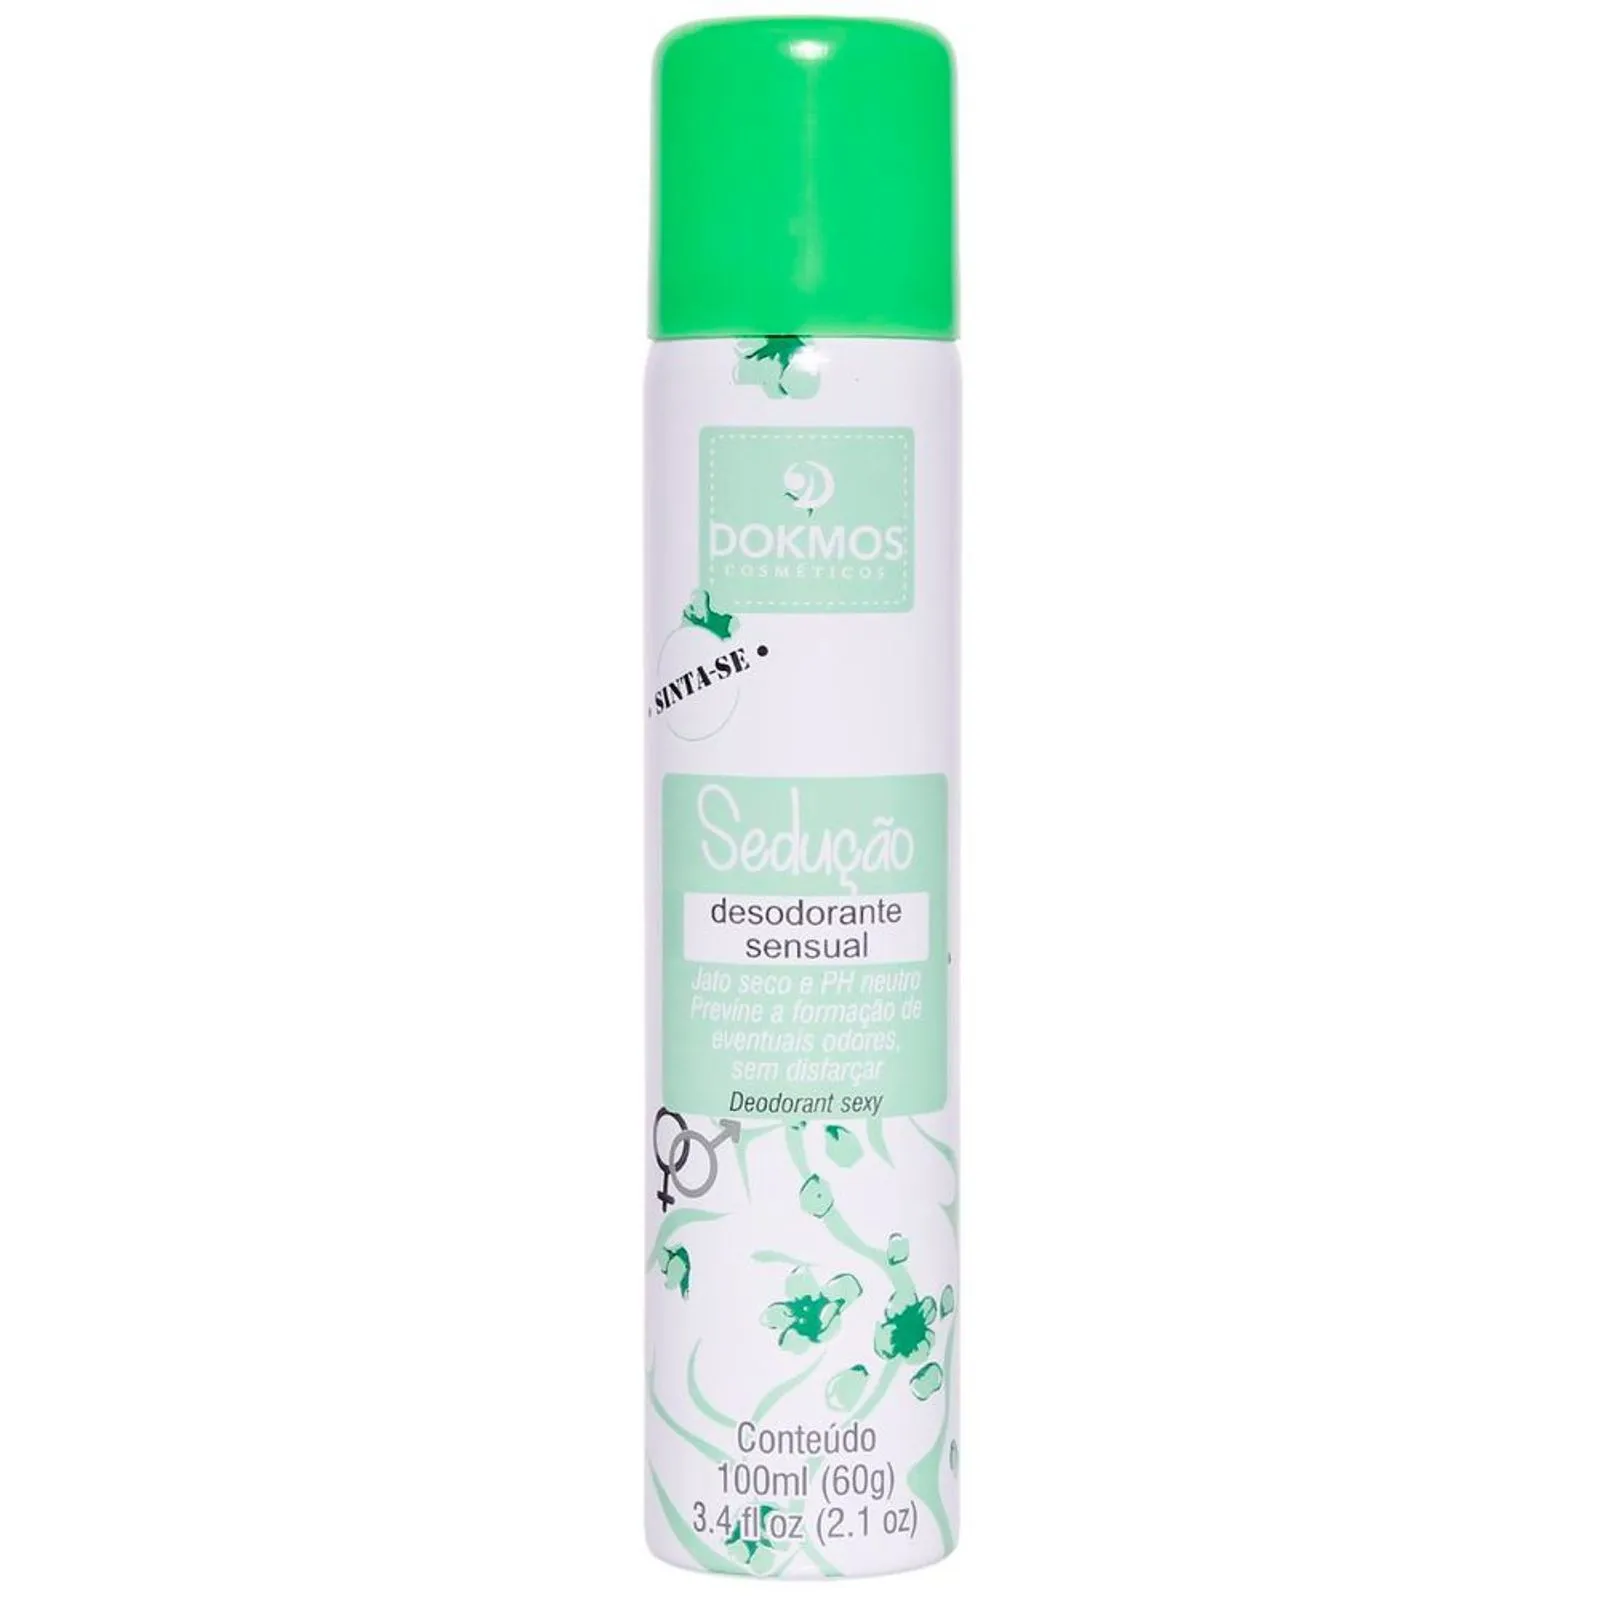 DOKMOS
COSMÉTICOS
• SINTA-SE •
Sedução
desodorante
sensual
Jato seco e PH neutro
Previne a formação de
eventuais odores,
sem disfarçar
Deodorant sexy
Conteúdo
100ml (60g)
3.4 fl oz (2.1 oz)